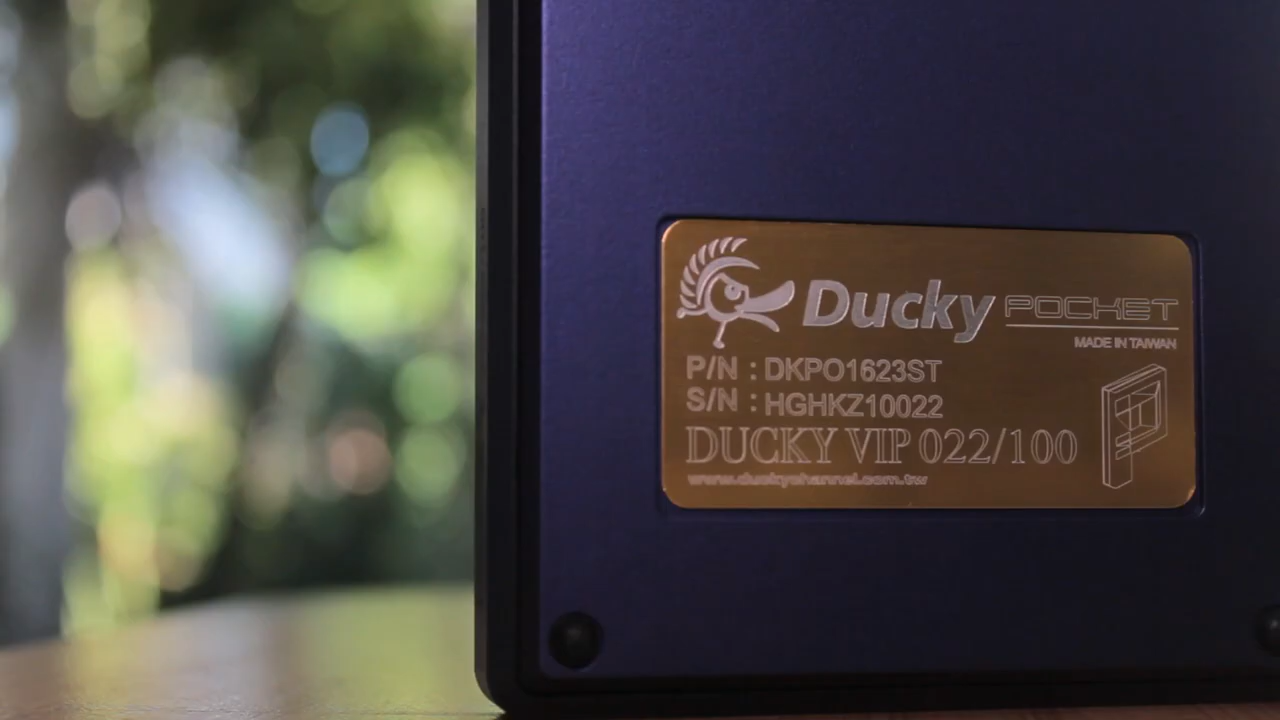 Ducky POCKET
MADE IN TAIWAN
P/N : DKPO1623ST
S/N : HGHKZ10022
DUCKY VIP 022/100
www.duckychannel.com.tw